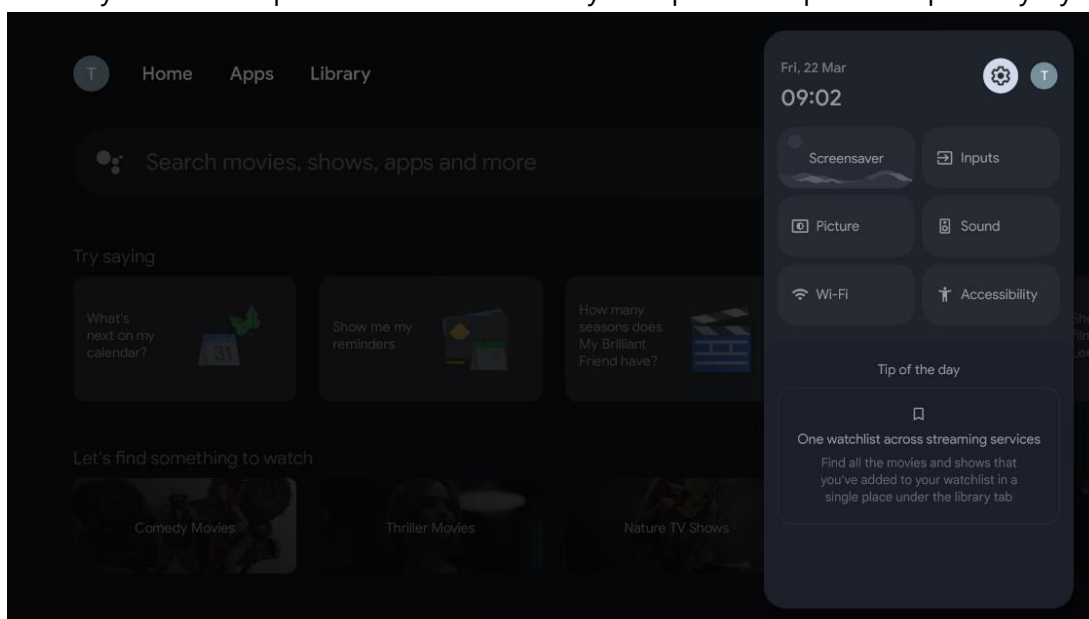 T
Home
Apps
Library
Search movies, shows, apps and more
Try saying
What's
next on my
calendar?
31
Show me my
reminders
How many
seasons does
My Brilliant
Friend have?
Let's find something to watch
Comedy Movies
Thriller Movies
Nature TV Shows
Fri, 22 Mar
09:02
T
Screensaver
Inputs
Picture
Sound
Wi-Fi
Accessibility
Tip of the day
One watchlist across streaming services
Find all the movies and shows that
you've added to your watchlist in a
single place under the library tab